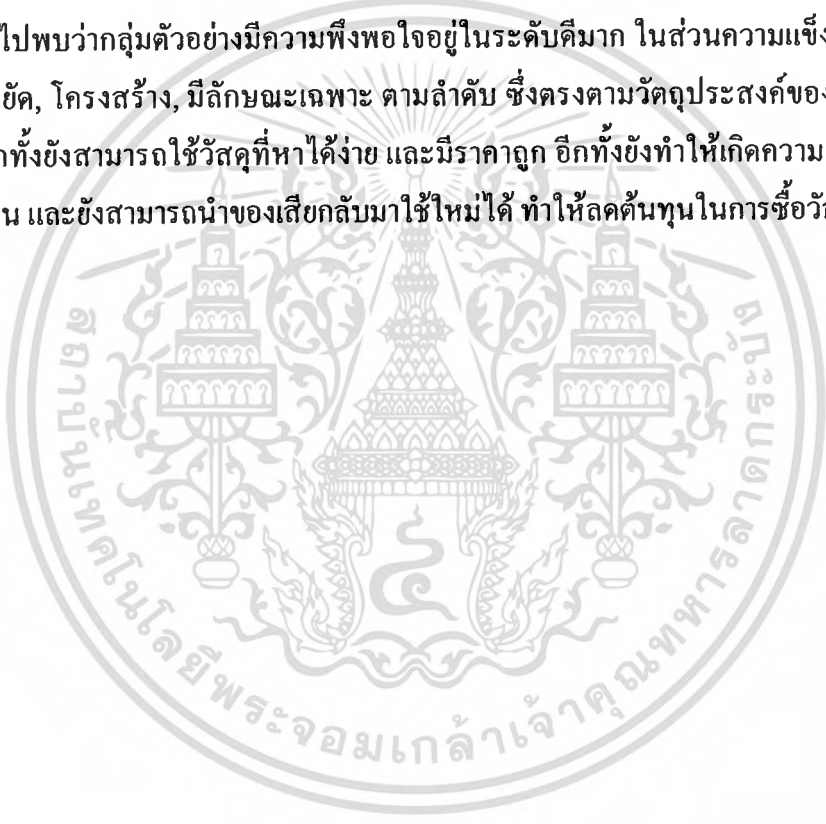 ไปพบว่ากลุ่มตัวอย่างมีความพึงพอใจอยู่ในระดับดีมาก ในส่วนความแข็ง
ยัด, โครงสร้าง, มีลักษณะเฉพาะ ตามลำดับ ซึ่งตรงตามวัตถุประสงค์ของ
ทั้งยังสามารถใช้วัสดุที่หาได้ง่าย และมีราคาถูก อีกทั้งยังทำให้เกิดความ
น และยังสามารถนำของเสียกลับมาใช้ใหม่ได้ ทำให้ลดต้นทุนในการซื้อวั
สถาบันเทคโนโลยีพระจอมเกล้าเจ้าคุณทหารลาดกระบัง
๔